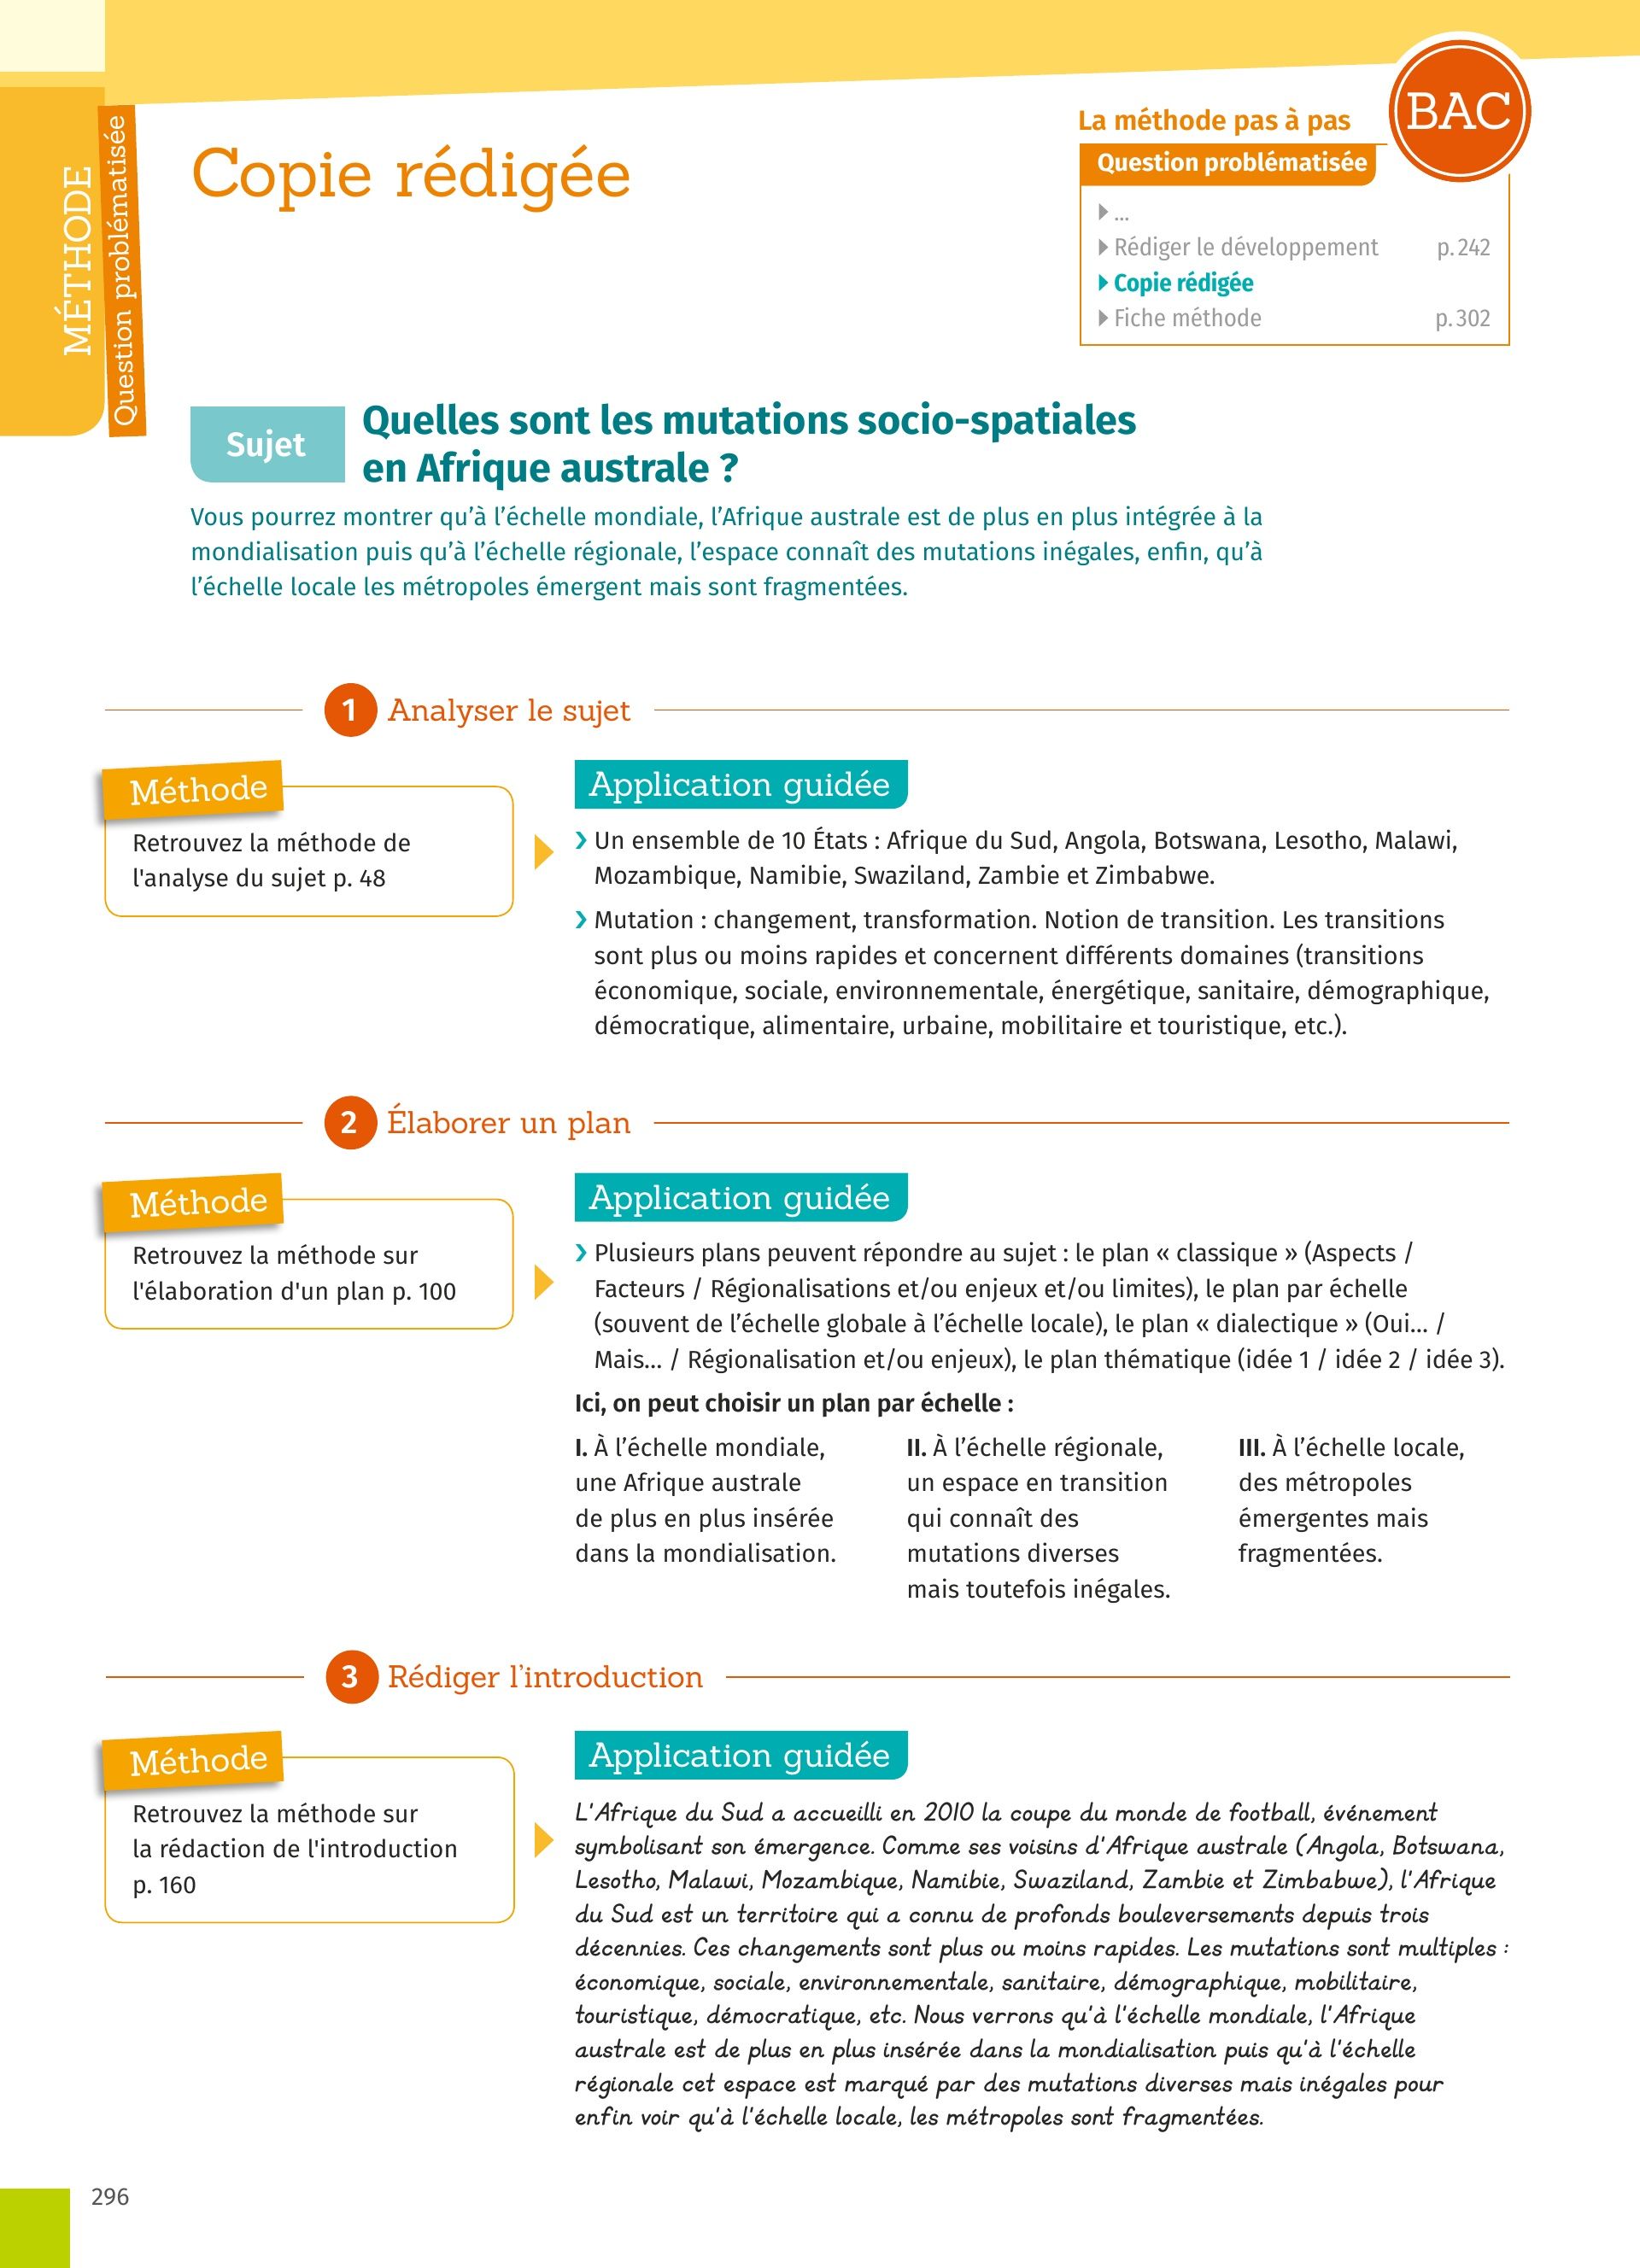 MÉTHODE
Question problématisée
Copie rédigée
La méthode pas à pas
BAC
Question problématisée
...
Rédiger le développement p. 242
Copie rédigée
Fiche méthode p. 302
Sujet
Quelles sont les mutations socio-spatiales
en Afrique australe ?
Vous pourrez montrer qu’à l’échelle mondiale, l’Afrique australe est de plus en plus intégrée à la
mondialisation puis qu’à l’échelle régionale, l’espace connaît des mutations inégales, enfin, qu’à
l’échelle locale les métropoles émergent mais sont fragmentées.
1 Analyser le sujet
Méthode
Retrouvez la méthode de
l'analyse du sujet p. 48
Application guidée
Un ensemble de 10 États : Afrique du Sud, Angola, Botswana, Lesotho, Malawi,
Mozambique, Namibie, Swaziland, Zambie et Zimbabwe.
Mutation : changement, transformation. Notion de transition. Les transitions
sont plus ou moins rapides et concernent différents domaines (transitions
économique, sociale, environnementale, énergétique, sanitaire, démographique,
démocratique, alimentaire, urbaine, mobilitaire et touristique, etc.).
2 Élaborer un plan
Méthode
Retrouvez la méthode sur
l'élaboration d'un plan p. 100
Application guidée
Plusieurs plans peuvent répondre au sujet : le plan « classique » (Aspects /
Facteurs / Régionalisations et/ou enjeux et/ou limites), le plan par échelle
(souvent de l’échelle globale à l’échelle locale), le plan « dialectique » (Oui... /
Mais... / Régionalisation et/ou enjeux), le plan thématique (idée 1 / idée 2 / idée 3).
Ici, on peut choisir un plan par échelle :
I. À l’échelle mondiale,
une Afrique australe
de plus en plus insérée
dans la mondialisation.
II. À l’échelle régionale,
un espace en transition
qui connaît des
mutations diverses
mais toutefois inégales.
III. À l’échelle locale,
des métropoles
émergentes mais
fragmentées.
3 Rédiger l’introduction
Méthode
Retrouvez la méthode sur
la rédaction de l'introduction
p. 160
Application guidée
L'Afrique du Sud a accueilli en 2010 la coupe du monde de football, événement
symbolisant son émergence. Comme ses voisins d'Afrique australe (Angola, Botswana,
Lesotho, Malawi, Mozambique, Namibie, Swaziland, Zambie et Zimbabwe), l'Afrique
du Sud est un territoire qui a connu de profonds bouleversements depuis trois
décennies. Ces changements sont plus ou moins rapides. Les mutations sont multiples :
économique, sociale, environnementale, sanitaire, démographique, mobilitaire,
touristique, démocratique, etc. Nous verrons qu'à l'échelle mondiale, l'Afrique
australe est de plus en plus insérée dans la mondialisation puis qu'à l'échelle
régionale cet espace est marqué par des mutations diverses mais inégales pour
enfin voir qu'à l'échelle locale, les métropoles sont fragmentées.
296